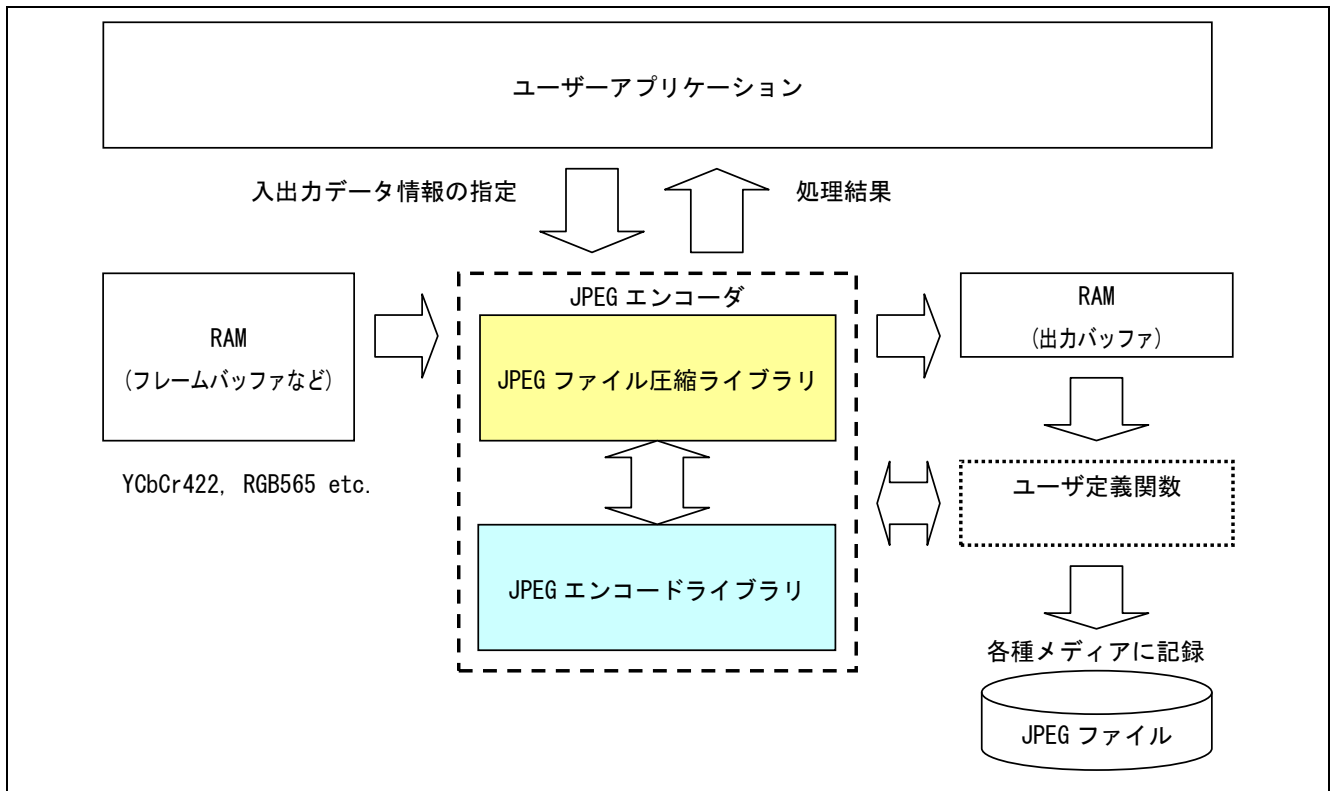 ユーザーアプリケーション
入出力データ情報の指定
処理結果
RAM
(フレームバッファなど)
YCbCr422, RGB565 etc.
JPEG エンコーダ
JPEG ファイル圧縮ライブラリ
JPEG エンコードライブラリ
RAM
(出力バッファ)
ユーザ定義関数
各種メディアに記録
JPEG ファイル